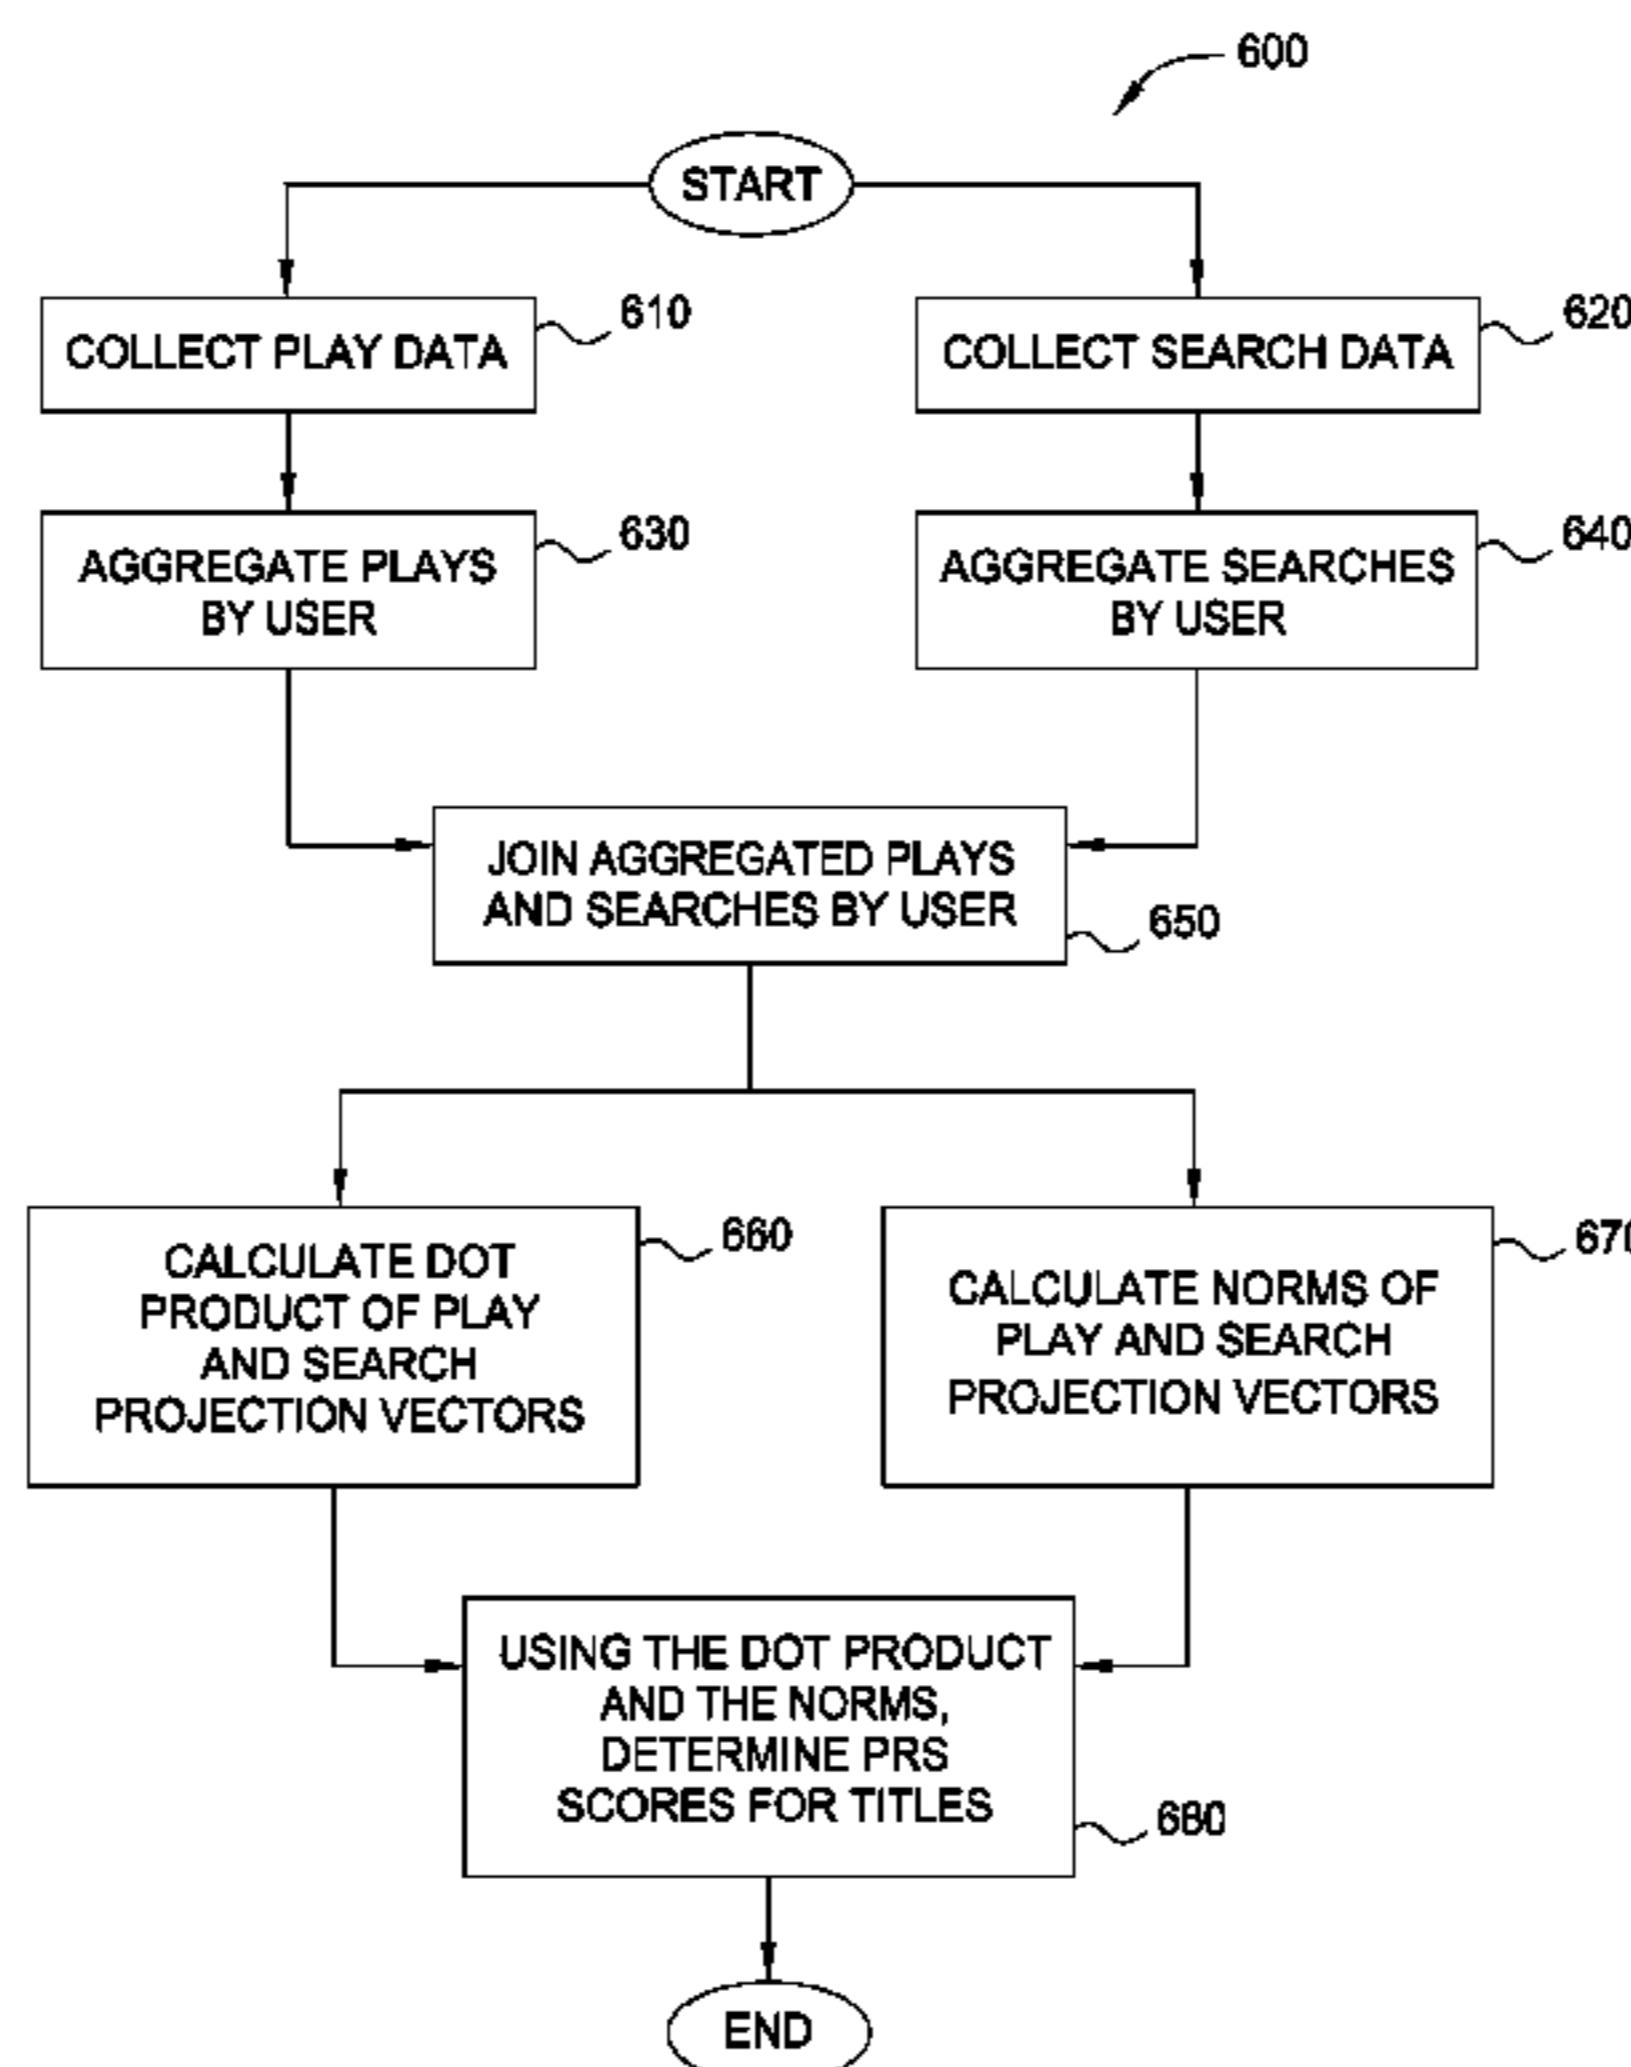 600
START
COLLECT PLAY DATA
610
COLLECT SEARCH DATA
620
AGGREGATE PLAYS
BY USER
630
AGGREGATE SEARCHES
BY USER
640
JOIN AGGREGATED PLAYS
AND SEARCHES BY USER
650
CALCULATE DOT
PRODUCT OF PLAY
AND SEARCH
PROJECTION VECTORS
660
CALCULATE NORMS OF
PLAY AND SEARCH
PROJECTION VECTORS
670
USING THE DOT PRODUCT
AND THE NORMS,
DETERMINE PRS
SCORES FOR TITLES
680
END